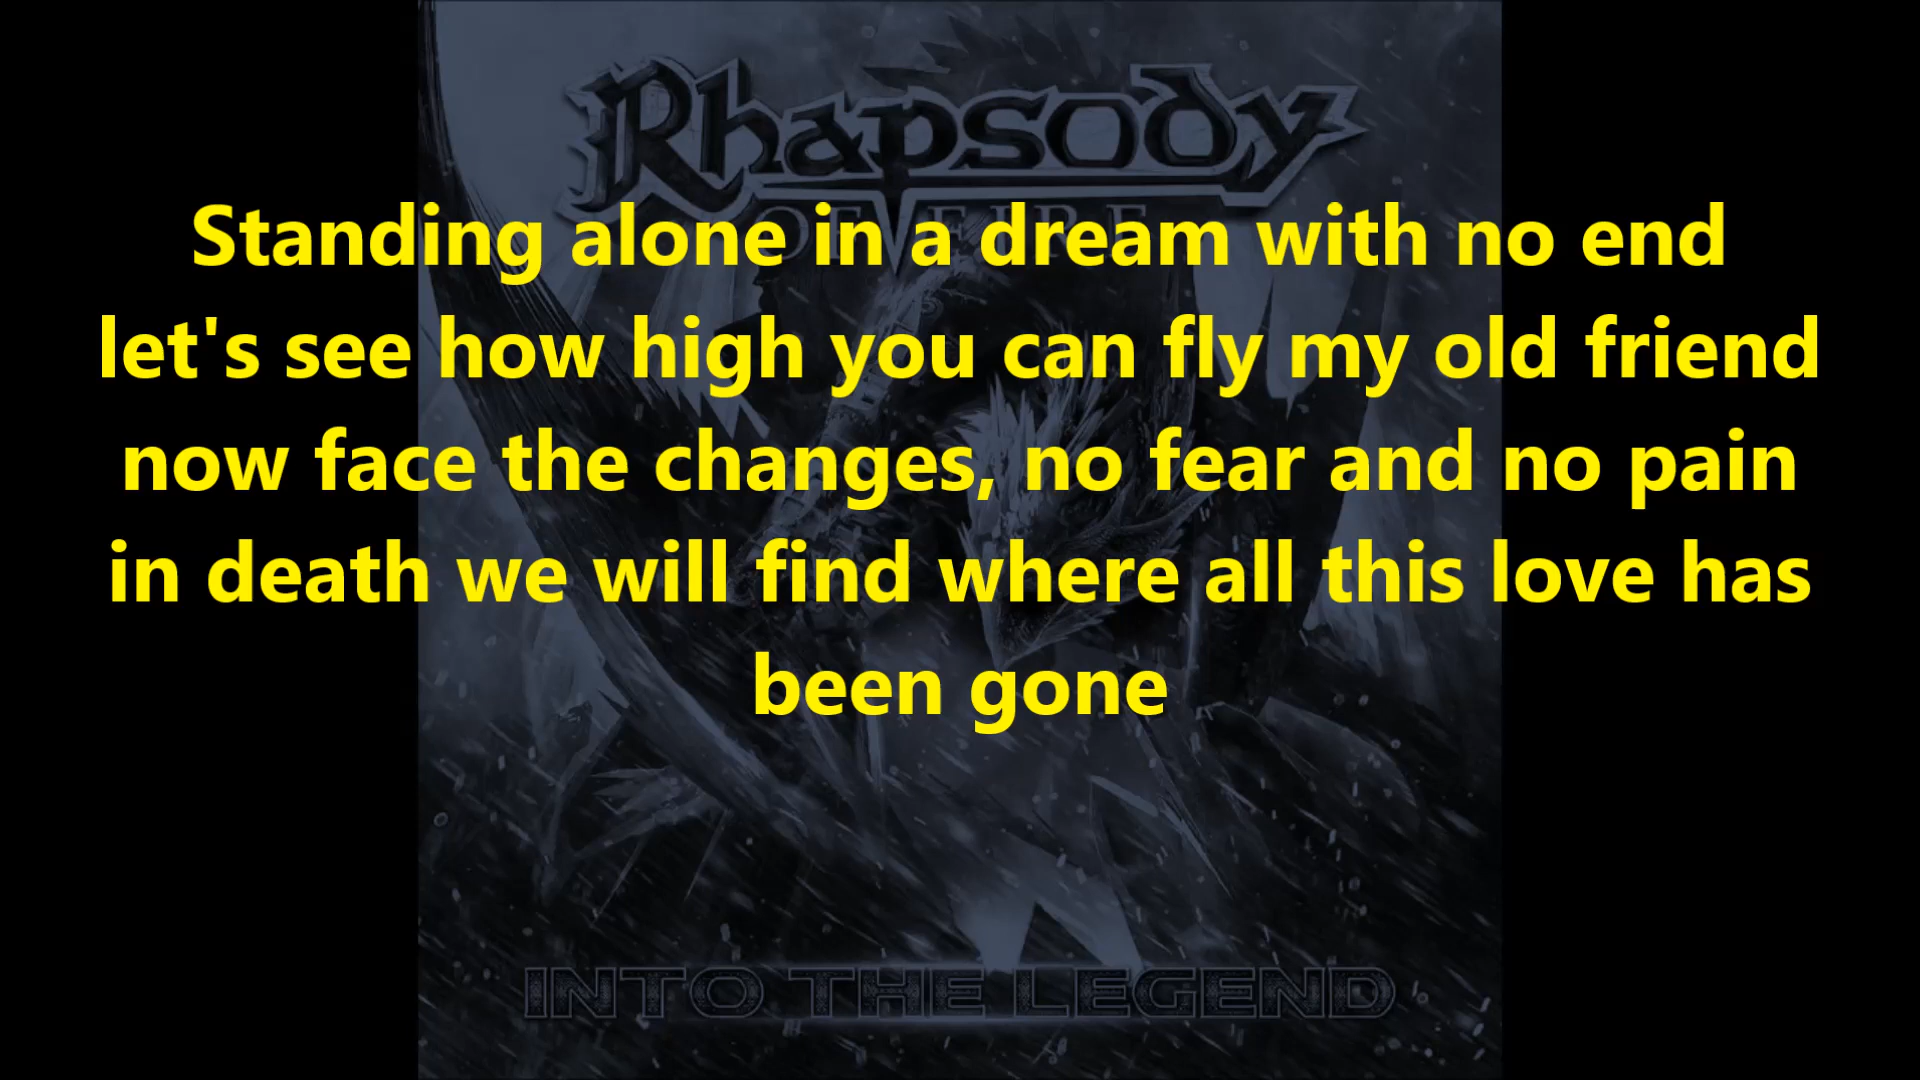 Rhapsody
OF FIRE
Standing alone in a dream with no end
let's see how high you can fly my old friend
now face the changes, no fear and no pain
in death we will find where all this love has
been gone
INTO THE LEGEND